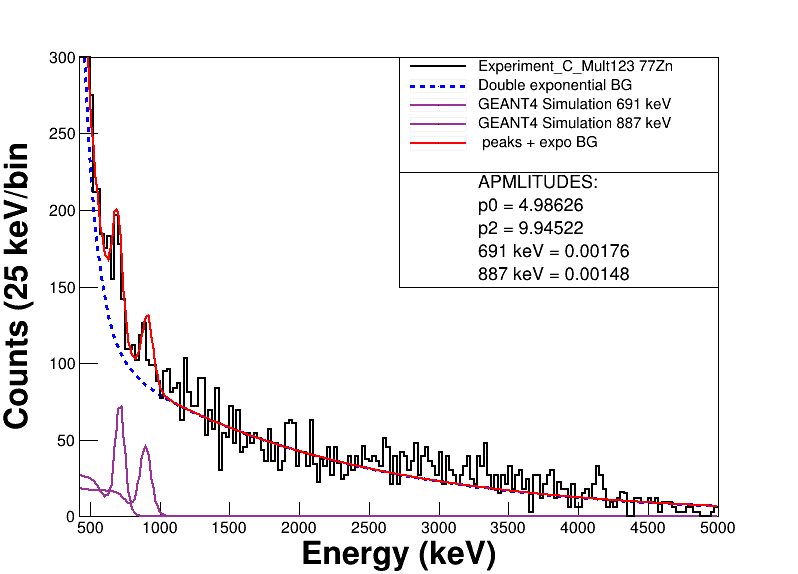 Experiment_C_Mult123 77Zn
Double exponential BG
GEANT4 Simulation 691 keV
GEANT4 Simulation 887 keV
peaks + expo BG
APMLITUDES:
p0 = 4.98626
p2 = 9.94522
691 keV = 0.00176
887 keV = 0.00148
Counts (25 keV/bin
300
250
200
150
100
50
0
500 1000 1500 2000 2500 3000 3500 4000 4500 5000
Energy (keV)